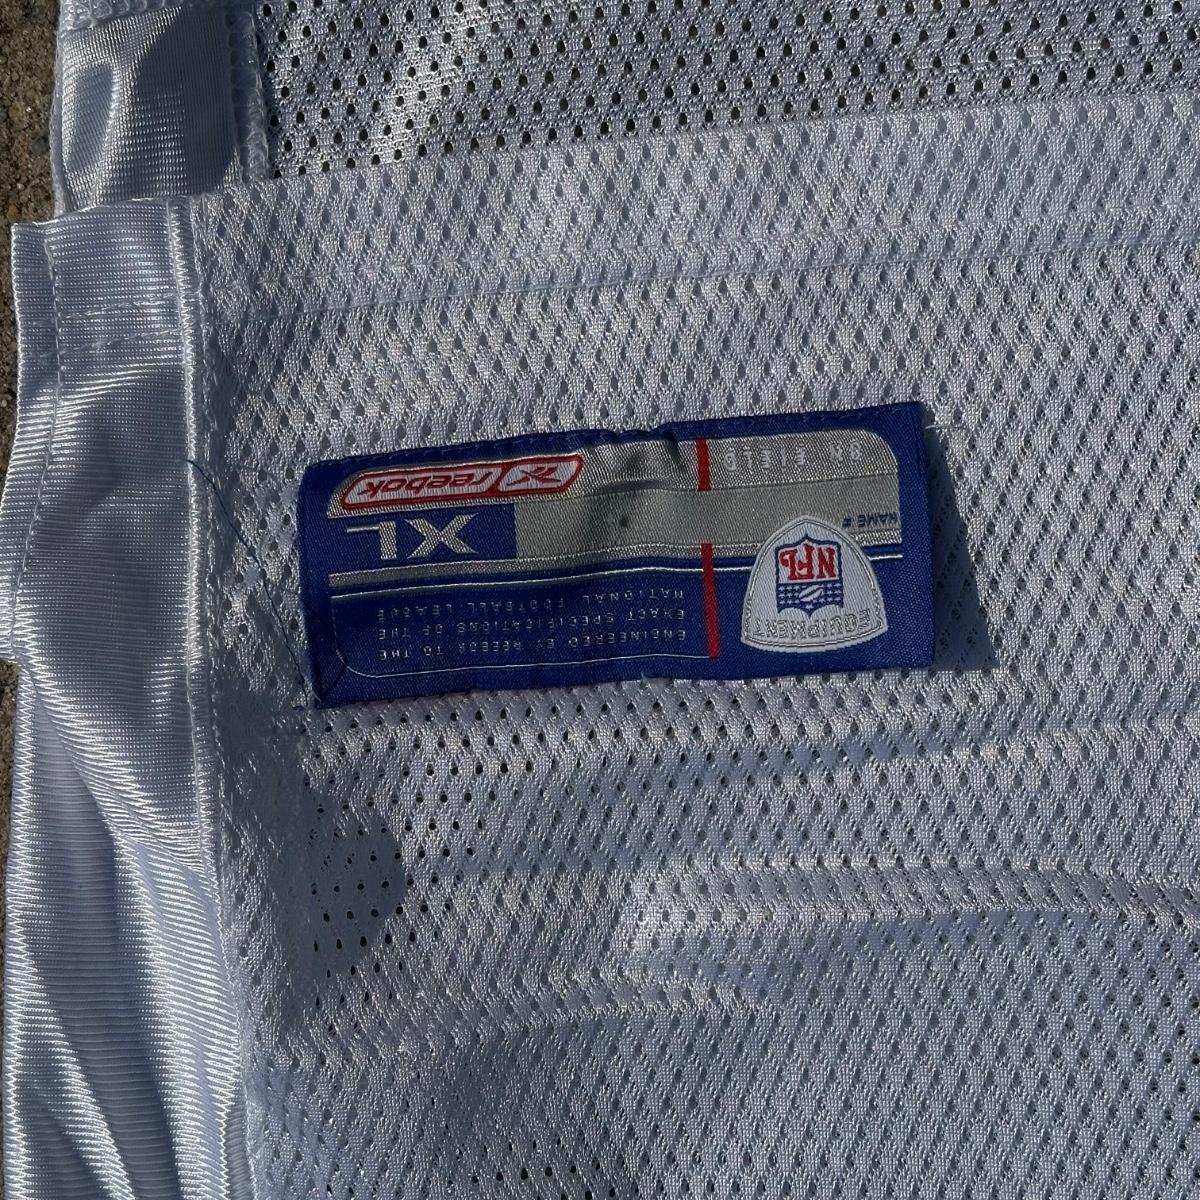 NFL
EQUIPMENT
ENGINEERED BY REEBOK TO THE
EXACT SPECIFICATIONS OF THE
NATIONAL FOOTBALL LEAGUE
NAME #
XL
ON FIELD
Reebok